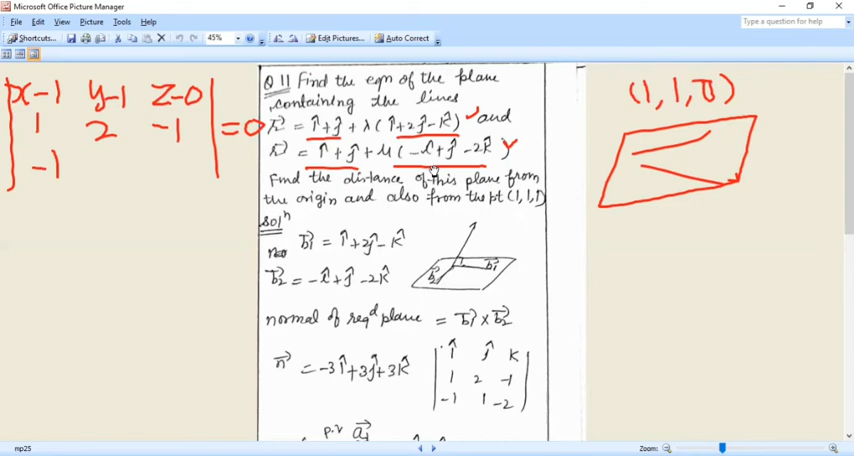 Microsoft Office Picture Manager
File Edit View Picture Tools Help
Type a question for help
Shortcuts... 45% Edit Pictures... Auto Correct
x-1 y-1 z-0
1 2 -1 = 0
-1
(1, 1, 0)
Q 11 Find the eqn of the plane
containing the lines
r⃗ = î+ĵ + λ( î+2ĵ-k̂) and
r⃗ = î+ĵ + μ( -î+ĵ-2k̂ )
Find the distance of this plane from
the origin and also from the pt (1,1,1)
Solⁿ
b⃗1 = î+2ĵ-k̂
b⃗2 = -î+ĵ-2k̂
b⃗2 b⃗1
normal of reqᵈ plane = b⃗1 × b⃗2
n⃗ = -3î+3ĵ+3k̂
î ĵ k̂
1 2 -1
-1 1 -2
p.v a⃗1
mp25
Zoom: